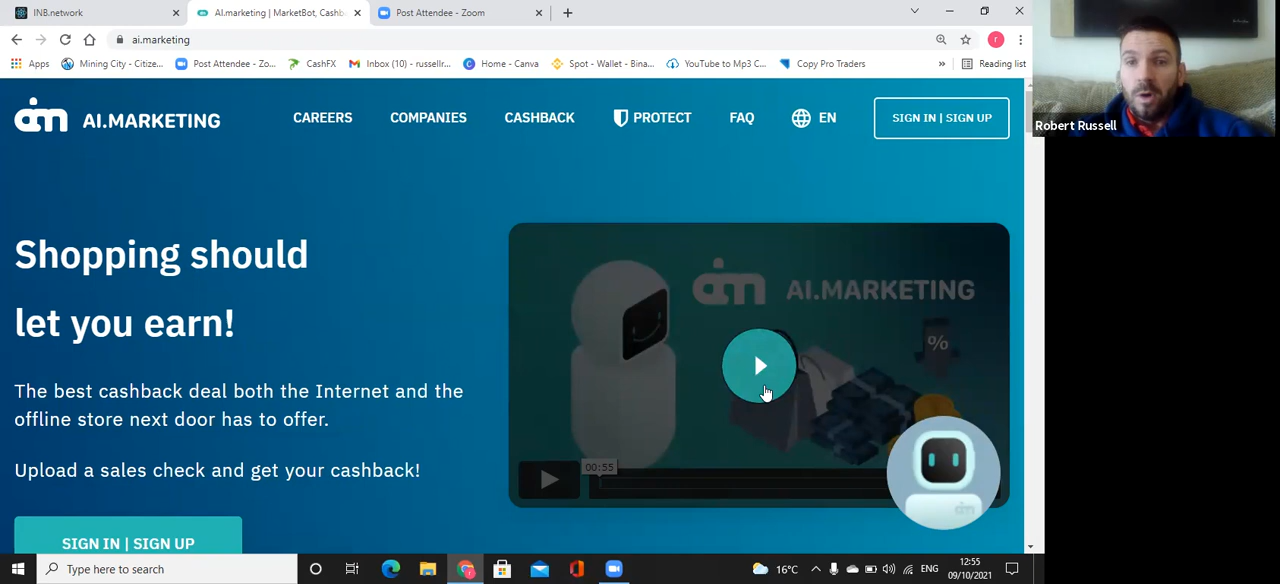 INB.network
AI.marketing | MarketBot, Cashb
Post Attendee - Zoom
ai.marketing
Apps
Mining City - Citize...
Post Attendee - Zo...
CashFX
Inbox (10) - russellr...
Home - Canva
Spot - Wallet - Bina...
YouTube to Mp3 C...
Copy Pro Traders
»
Reading list
Robert Russell
am AI.MARKETING
CAREERS
COMPANIES
CASHBACK
PROTECT
FAQ
EN
SIGN IN | SIGN UP
Shopping should
let you earn!
The best cashback deal both the Internet and the
offline store next door has to offer.
Upload a sales check and get your cashback!
SIGN IN | SIGN UP
am AI.MARKETING
%
00:55
am
Type here to search
16°C
ENG
12:55
09/10/2021